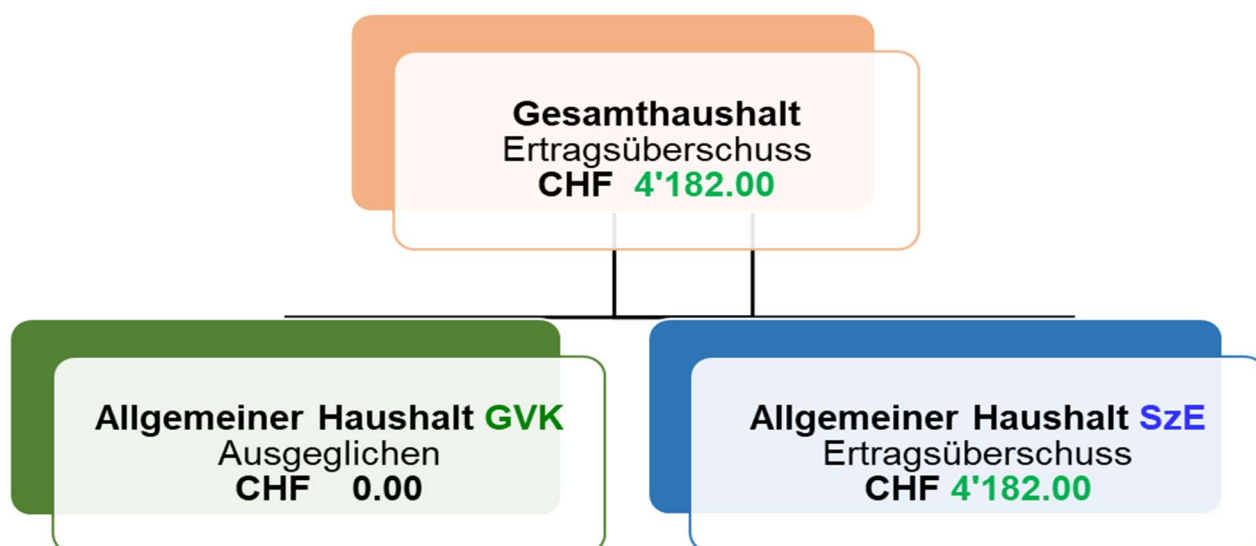 Gesamthaushalt
Ertragsüberschuss
CHF 4'182.00
Allgemeiner Haushalt GVK
Ausgeglichen
CHF 0.00
Allgemeiner Haushalt SzE
Ertragsüberschuss
CHF 4'182.00